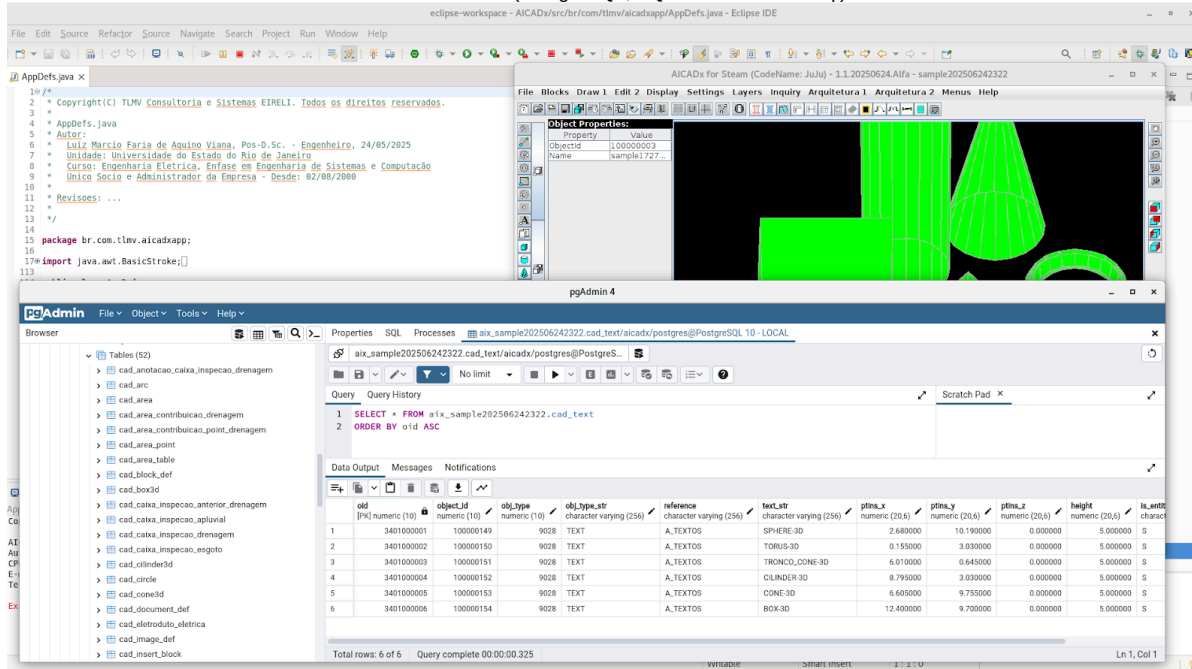 eclipse-workspace - AICADx/src/br/com/tlmv/aicadxapp/AppDefs.java - Eclipse IDE
File Edit Source Refactor Source Navigate Search Project Run Window Help
AppDefs.java
1 /*
2 * Copyright(C) TLMV Consultoria e Sistemas EIRELI. Todos os direitos reservados.
3 *
4 * AppDefs.java
5 * Autor:
6 * Luiz Marcio Faria de Aquino Viana, Pos-D.Sc. - Engenheiro, 24/05/2025
7 * Unidade: Universidade do Estado do Rio de Janeiro
8 * Curso: Engenharia Eletrica, Enfase em Engenharia de Sistemas e Computação
9 * Unico Socio e Administrador da Empresa - Desde: 02/08/2000
10 *
11 * Revisoes: ...
12 *
13 */
14
15 package br.com.tlmv.aicadxapp;
16
17 import java.awt.BasicStroke;
113
AICADx for Steam (CodeName: JuJu) - 1.1.20250624.Alfa - sample202506242322
File Blocks Draw 1 Edit 2 Display Settings Layers Inquiry Arquitetura 1 Arquitetura 2 Menus Help
Object Properties:
Property Value
ObjectId 100000003
Name sample1727...
pgAdmin 4
pgAdmin File Object Tools Help
Browser
Tables (52)
cad_anotacao_caixa_inspecao_drenagem
cad_arc
cad_area
cad_area_contribuicao_drenagem
cad_area_contribuicao_point_drenagem
cad_area_point
cad_area_table
cad_block_def
cad_box3d
cad_caixa_inspecao_anterior_drenagem
cad_caixa_inspecao_apluvial
cad_caixa_inspecao_drenagem
cad_caixa_inspecao_esgoto
cad_cilinder3d
cad_circle
cad_cone3d
cad_document_def
cad_eletroduto_eletrica
cad_image_def
cad_insert_block
Properties SQL Processes aix_sample202506242322.cad_text/aicadx/postgres@PostgreSQL 10 - LOCAL
aix_sample202506242322.cad_text/aicadx/postgres@PostgreS...
No limit
Query Query History
Scratch Pad
1 SELECT * FROM aix_sample202506242322.cad_text
2 ORDER BY oid ASC
Data Output Messages Notifications
oid object_id obj_type obj_type_str reference text_str ptins_x ptins_y ptins_z height is_entit
[PK] numeric (10) numeric (10) numeric (10) character varying (256) character varying (256) character varying (256) numeric (20,6) numeric (20,6) numeric (20,6) numeric (20,6) charact
1 3401000001 100000149 9028 TEXT A_TEXTOS SPHERE-3D 2.680000 10.190000 0.000000 5.000000 S
2 3401000002 100000150 9028 TEXT A_TEXTOS TORUS-3D 0.155000 3.030000 0.000000 5.000000 S
3 3401000003 100000151 9028 TEXT A_TEXTOS TRONCO_CONE-3D 6.010000 0.645000 0.000000 5.000000 S
4 3401000004 100000152 9028 TEXT A_TEXTOS CILINDER-3D 8.795000 3.030000 0.000000 5.000000 S
5 3401000005 100000153 9028 TEXT A_TEXTOS CONE-3D 6.605000 9.755000 0.000000 5.000000 S
6 3401000006 100000154 9028 TEXT A_TEXTOS BOX-3D 12.400000 9.700000 0.000000 5.000000 S
Total rows: 6 of 6 Query complete 00:00:00.325
Ln 1, Col 1
Writable Smart Insert 1 : 1 : 0